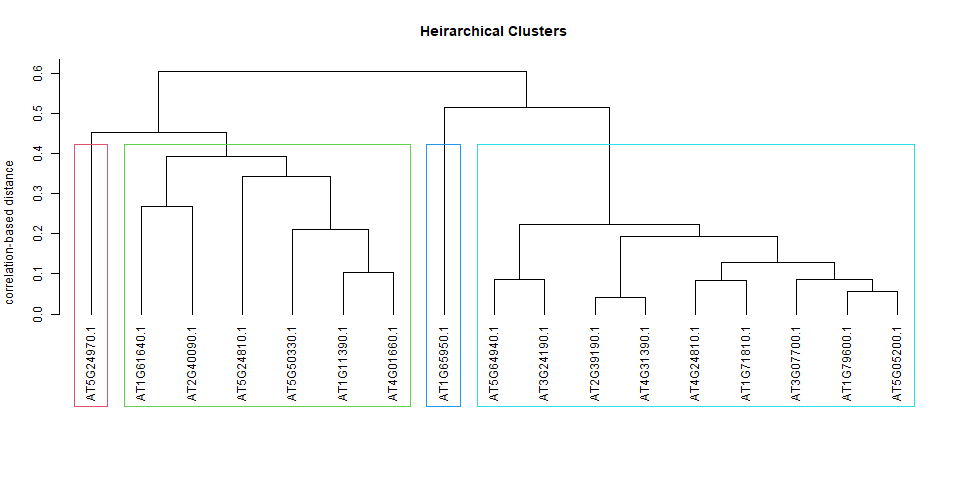 Heirarchical Clusters
correlation-based distance
0.6
0.5
0.4
0.3
0.2
0.1
0.0
AT5G24970.1
AT1G61640.1
AT2G40090.1
AT5G24810.1
AT5G50330.1
AT1G11390.1
AT4G01660.1
AT1G65950.1
AT5G64940.1
AT3G24190.1
AT2G39190.1
AT4G31390.1
AT4G24810.1
AT1G71810.1
AT3G07700.1
AT1G79600.1
AT5G05200.1